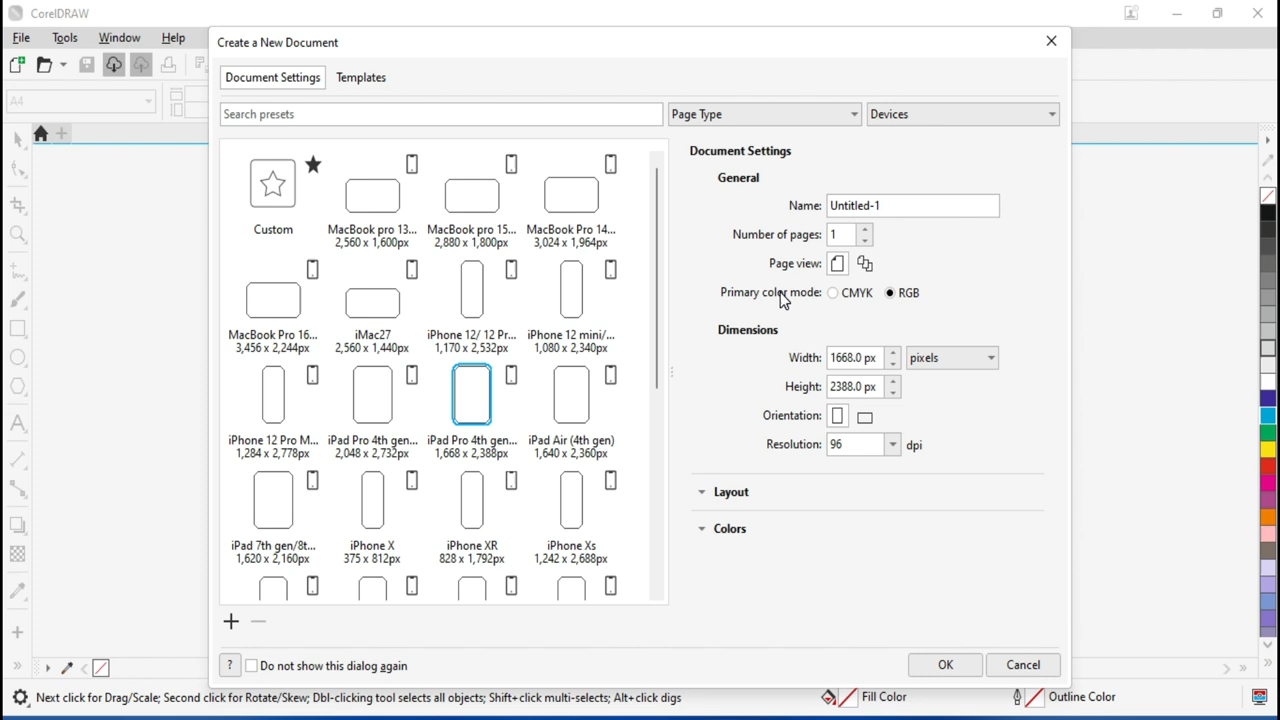 CorelDRAW
File Tools Window Help
A4
Create a New Document
Document Settings Templates
Search presets
Page Type
Devices
Custom
MacBook pro 13... 2,560 x 1,600px
MacBook Pro 15... 2,880 x 1,800px
MacBook Pro 14... 3,024 x 1,964px
MacBook Pro 16... 3,456 x 2,244px
iMac27 2,560 x 1,440px
iPhone 12/ 12 Pr... 1,170 x 2,532px
iPhone 12 mini/... 1,080 x 2,340px
iPhone 12 Pro M... 1,284 x 2,778px
iPad Pro 4th gen... 2,048 x 2,732px
iPad Pro 4th gen... 1,668 x 2,388px
iPad Air (4th gen) 1,640 x 2,360px
iPad 7th gen/8t... 1,620 x 2,160px
iPhone X 375 x 812px
iPhone XR 828 x 1,792px
iPhone Xs 1,242 x 2,688px
Document Settings
General
Name: Untitled-1
Number of pages: 1
Page view:
Primary color mode: CMYK RGB
Dimensions
Width: 1668.0 px pixels
Height: 2388.0 px
Orientation:
Resolution: 96 dpi
Layout
Colors
? Do not show this dialog again
OK Cancel
Next click for Drag/Scale; Second click for Rotate/Skew; Dbl-clicking tool selects all objects; Shift+click multi-selects; Alt+click digs
Fill Color
Outline Color